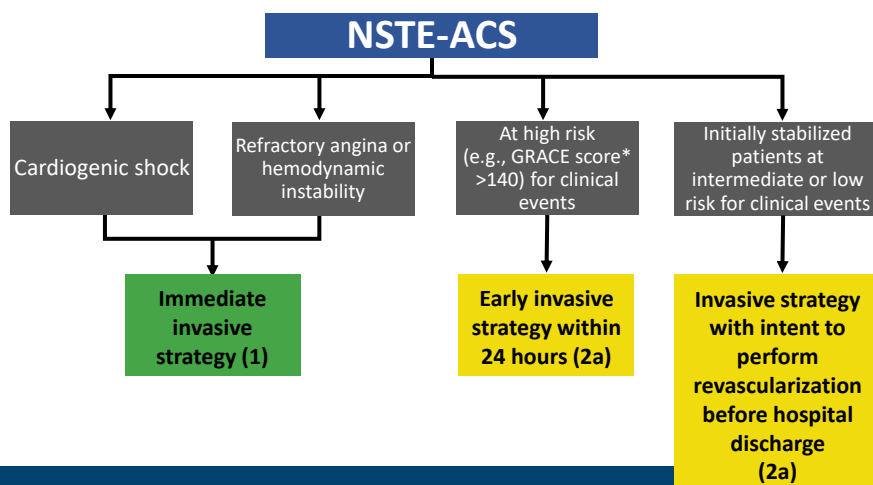 NSTE-ACS
Cardiogenic shock
Refractory angina or
hemodynamic
instability
At high risk
(e.g., GRACE score*
>140) for clinical
events
Initially stabilized
patients at
intermediate or low
risk for clinical events
Immediate
invasive
strategy (1)
Early invasive
strategy within
24 hours (2a)
Invasive strategy
with intent to
perform
revascularization
before hospital
discharge
(2a)